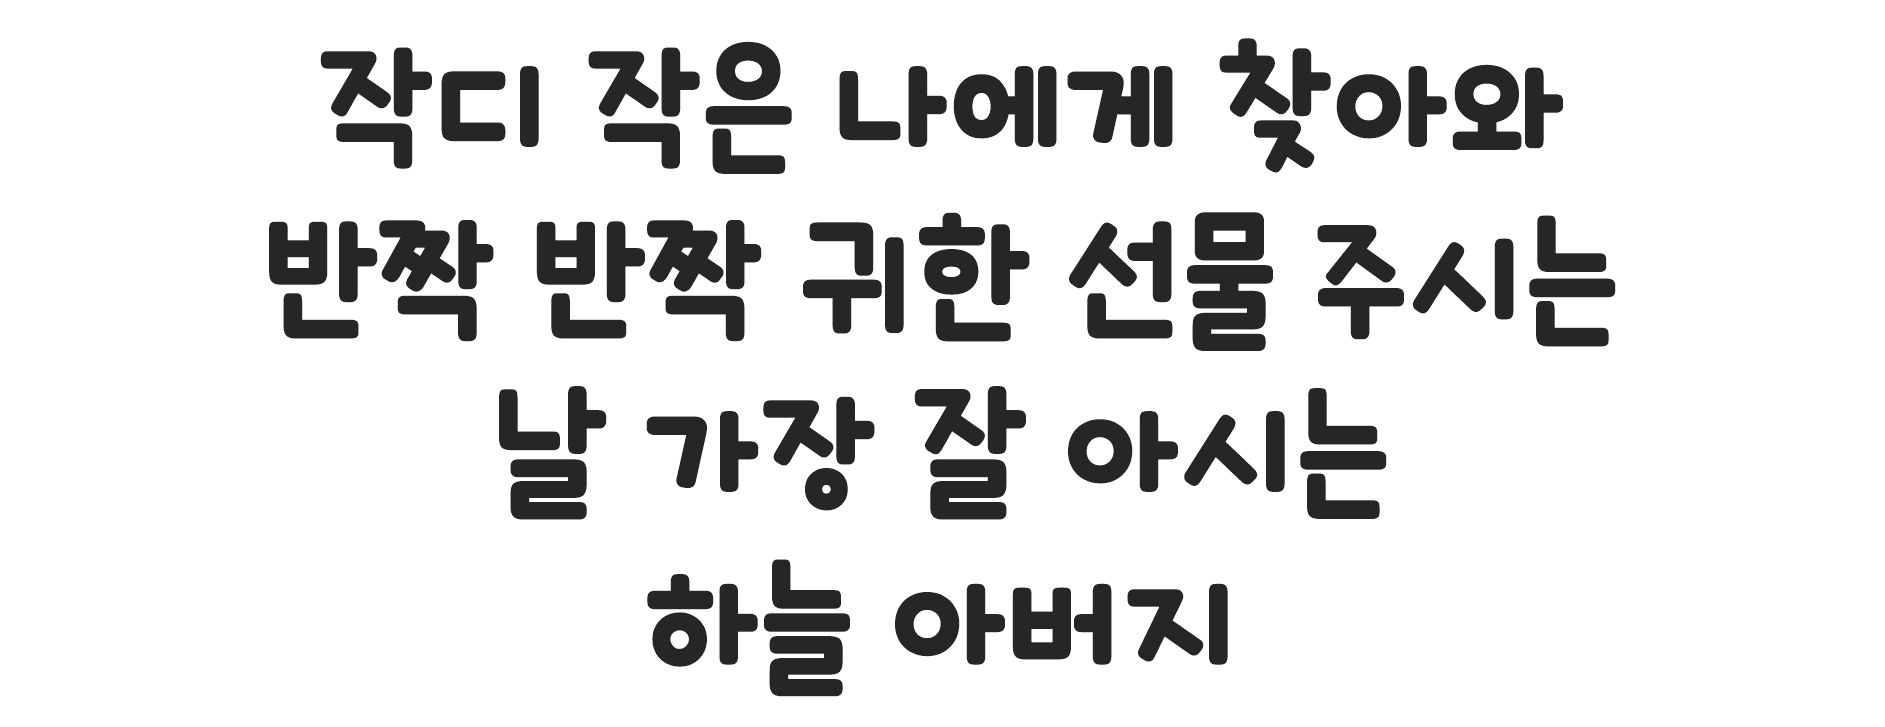 작디 작은 나에게 찾아와
반짝 반짝 귀한 선물 주시는
날 가장 잘 아시는
하늘 아버지